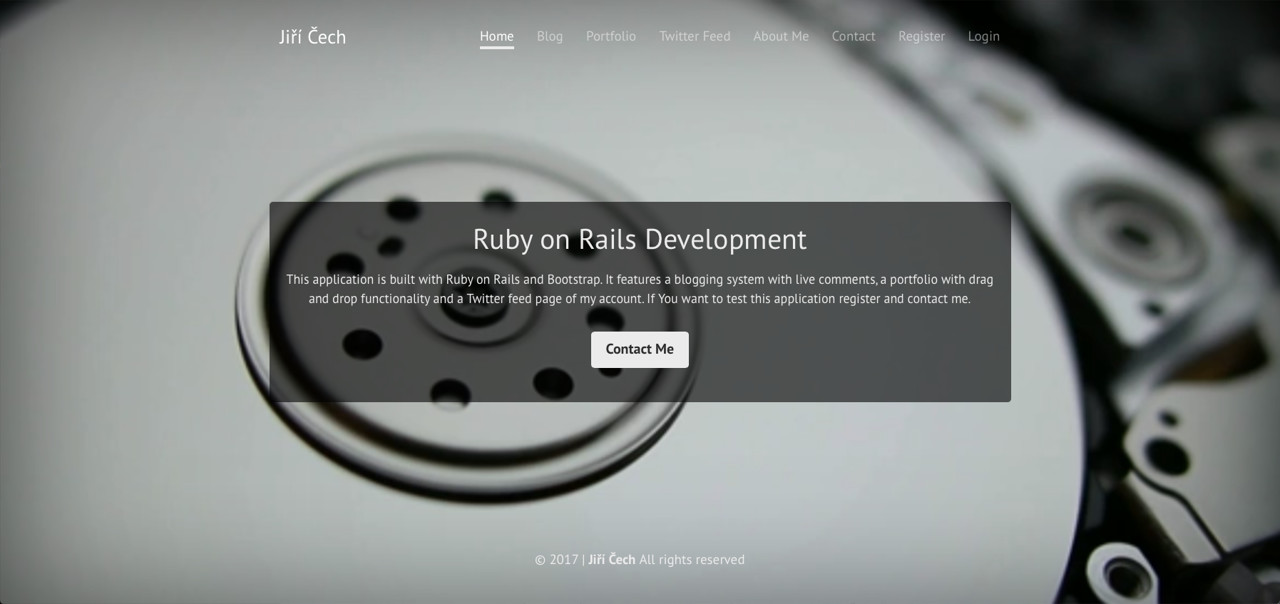 Jiří Čech
Home Blog Portfolio Twitter Feed About Me Contact Register Login
Ruby on Rails Development
This application is built with Ruby on Rails and Bootstrap. It features a blogging system with live comments, a portfolio with drag
and drop functionality and a Twitter feed page of my account. If You want to test this application register and contact me.
Contact Me
© 2017 | Jiří Čech All rights reserved